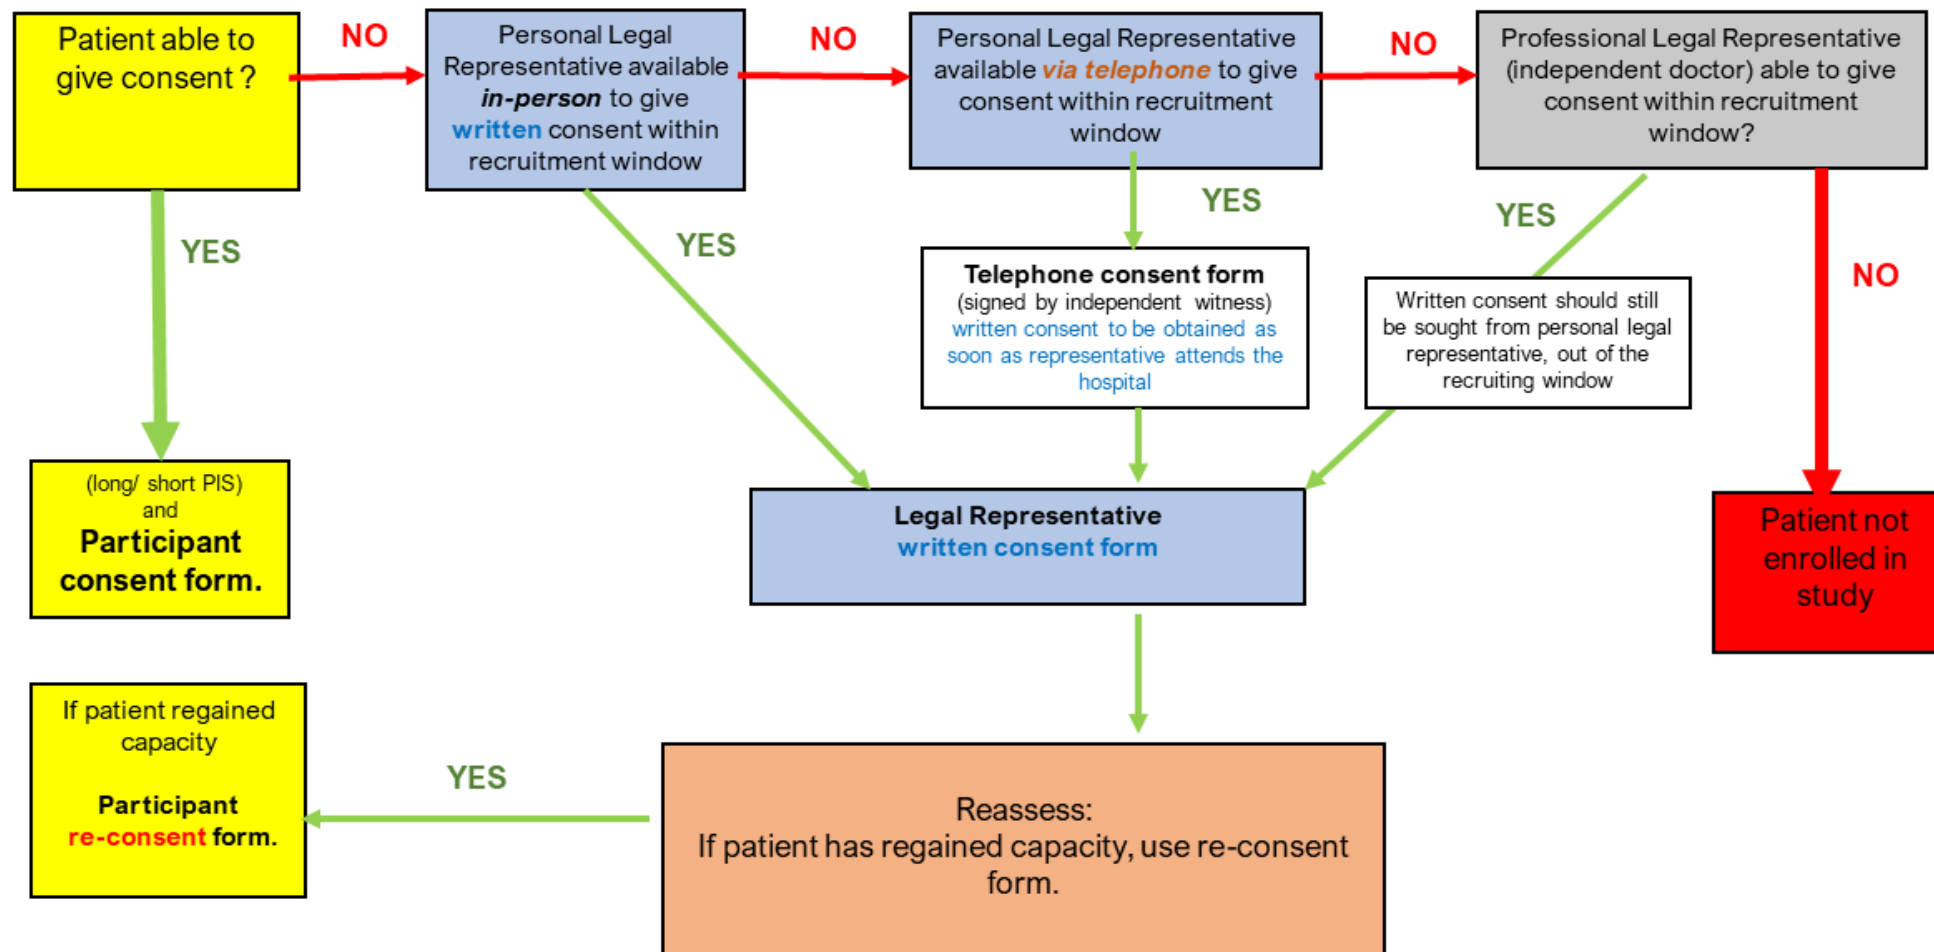 Patient able to
give consent ?
NO
Personal Legal
Representative available
in-person to give
written consent within
recruitment window
NO
Personal Legal Representative
available via telephone to give
consent within recruitment
window
NO
Professional Legal Representative
(independent doctor) able to give
consent within recruitment
window?
YES
YES
YES
YES
NO
Telephone consent form
(signed by independent witness)
written consent to be obtained as
soon as representative attends the
hospital
Written consent should still
be sought from personal legal
representative, out of the
recruiting window
(long/ short PIS)
and
Participant
consent form.
Legal Representative
written consent form
Patient not
enrolled in
study
If patient regained
capacity
Participant
re-consent form.
YES
Reassess:
If patient has regained capacity, use re-consent
form.